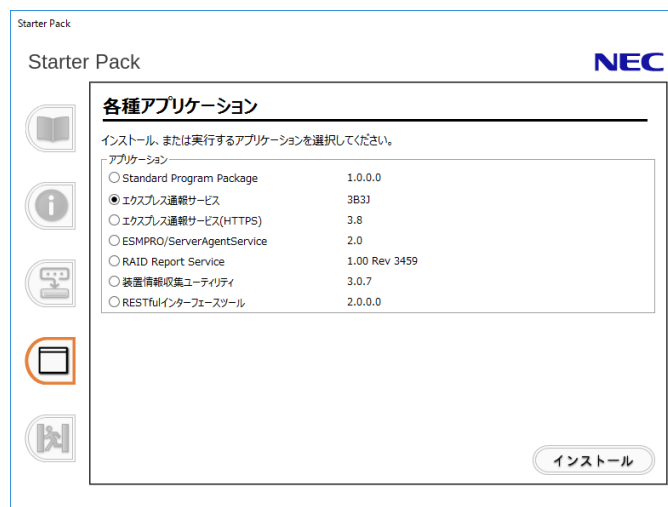 Starter Pack
Starter Pack NEC
各種アプリケーション
インストール、または実行するアプリケーションを選択してください。
アプリケーション
Standard Program Package 1.0.0.0
エクスプレス通報サービス 3B3J
エクスプレス通報サービス(HTTPS) 3.8
ESMPRO/ServerAgentService 2.0
RAID Report Service 1.00 Rev 3459
装置情報収集ユーティリティ 3.0.7
RESTfulインターフェースツール 2.0.0.0
インストール